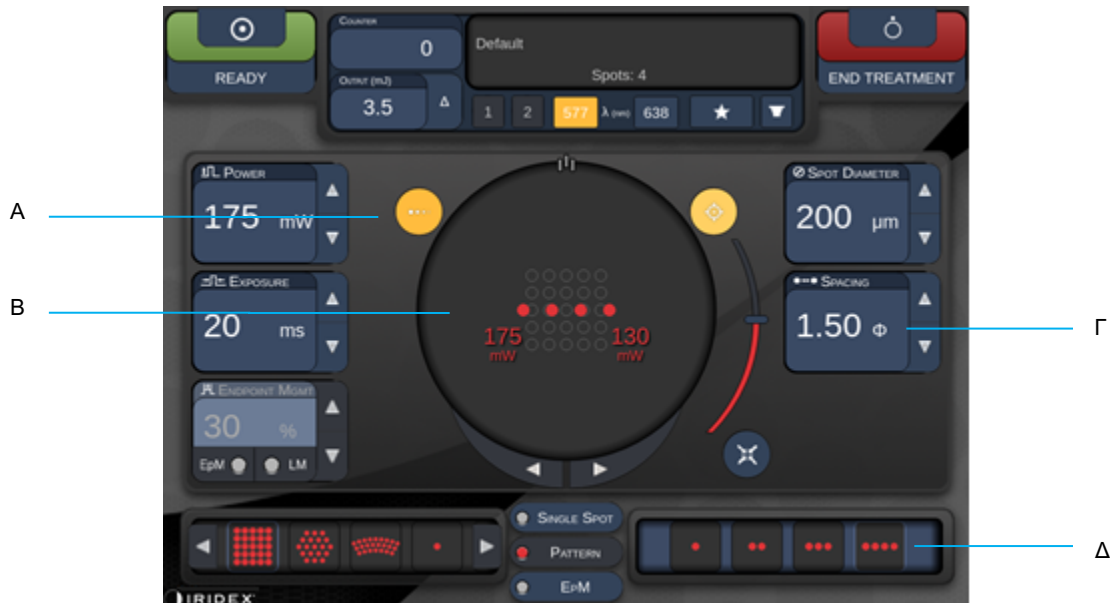 COUNTER
0
Default
READY
OUTPUT (mJ)
3.5
Δ
Spots: 4
END TREATMENT
1
2
577
λ (nm)
638
POWER
175 mW
SPOT DIAMETER
200 µm
Α
EXPOSURE
20 ms
SPACING
1.50 Φ
Β
Γ
175 mW
130 mW
ENDPOINT MGMT
30 %
EpM
LM
SINGLE SPOT
PATTERN
EPM
Δ
IRIDEX